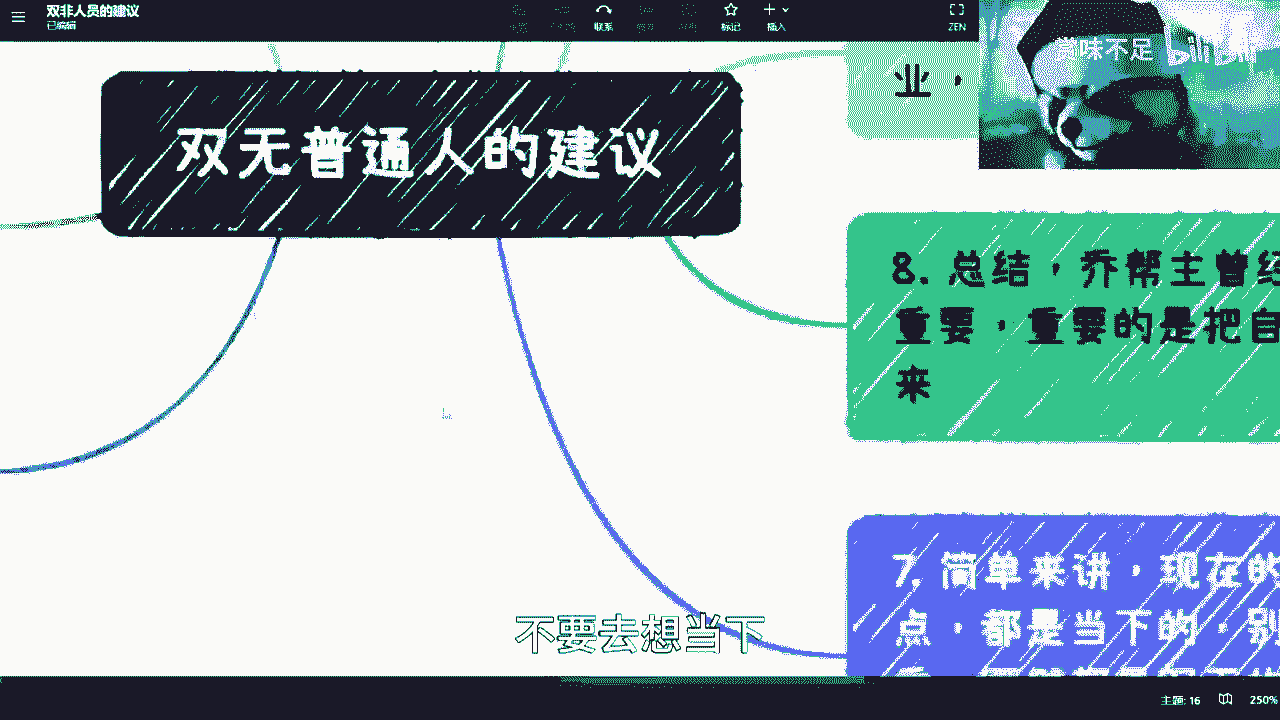 双非人员的建议
已编辑
联系
标记
插入
ZEN
赏味不足 bilibili
业，
双无普通人的建议
8. 总结，乔帮主曾经
重要，重要的是把自
来
7. 简单来讲，现在的
点，都是当下的，
不要去想当下
主题: 16
250%